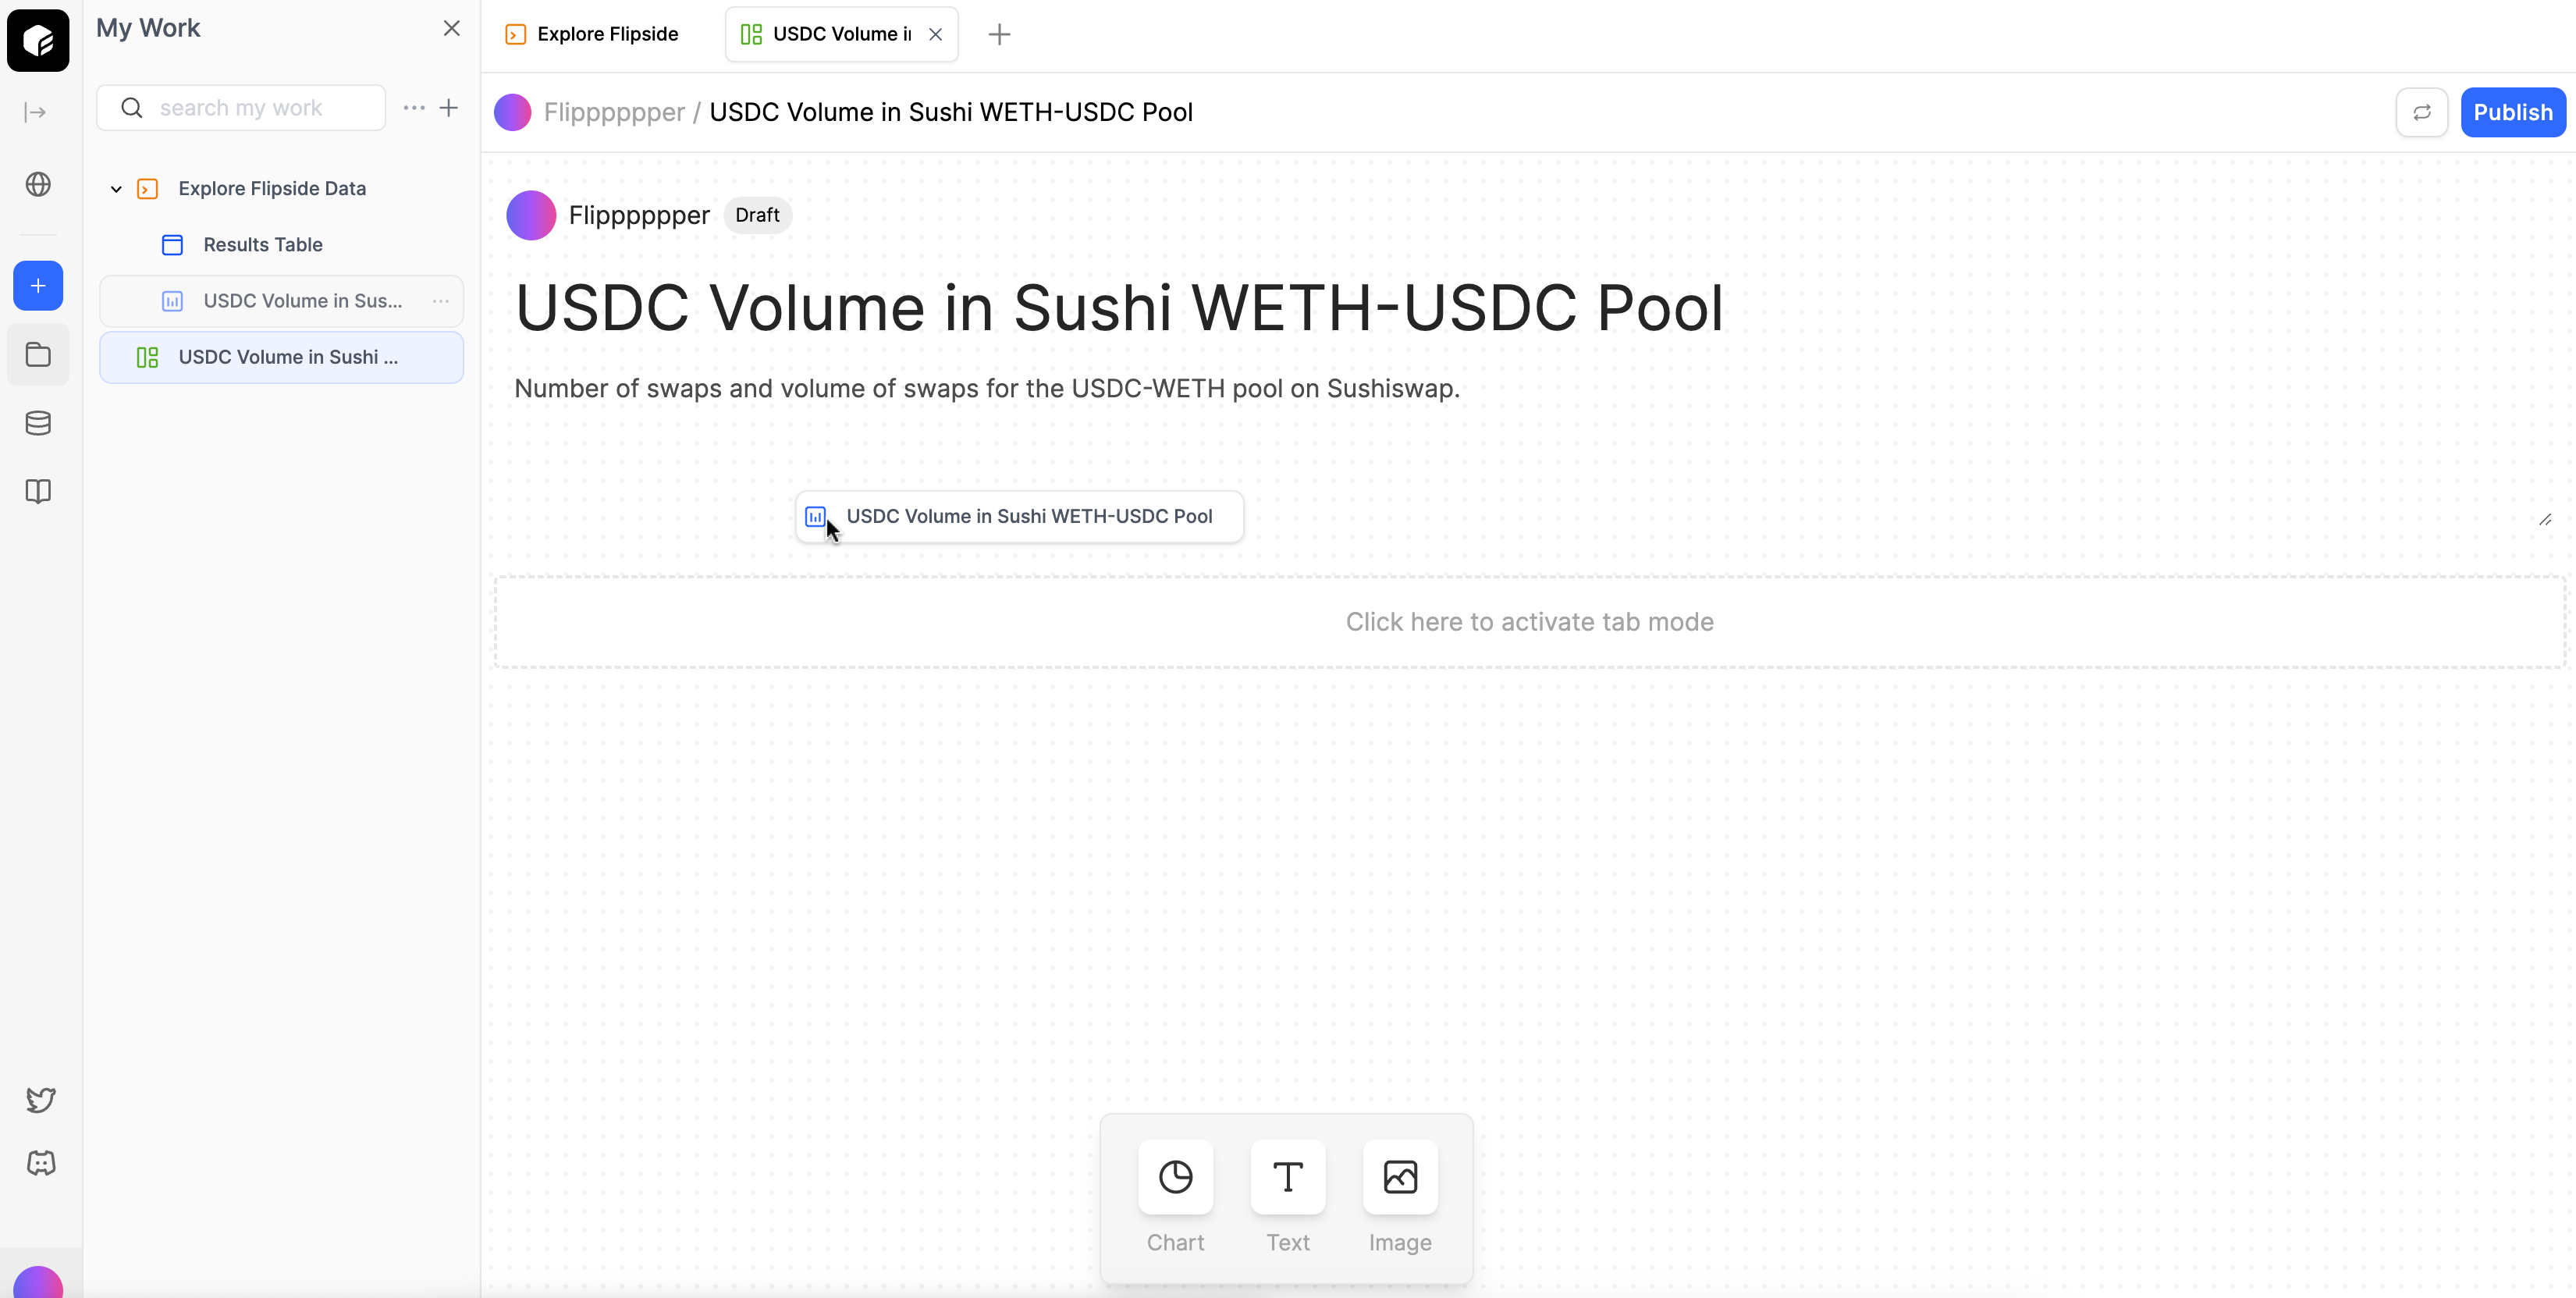 My Work
search my work
Explore Flipside Data
Results Table
USDC Volume in Sus...
USDC Volume in Sushi ...
Explore Flipside
USDC Volume i
Flipppppper / USDC Volume in Sushi WETH-USDC Pool
Publish
Flipppppper
Draft
USDC Volume in Sushi WETH-USDC Pool
Number of swaps and volume of swaps for the USDC-WETH pool on Sushiswap.
USDC Volume in Sushi WETH-USDC Pool
Click here to activate tab mode
Chart
Text
Image